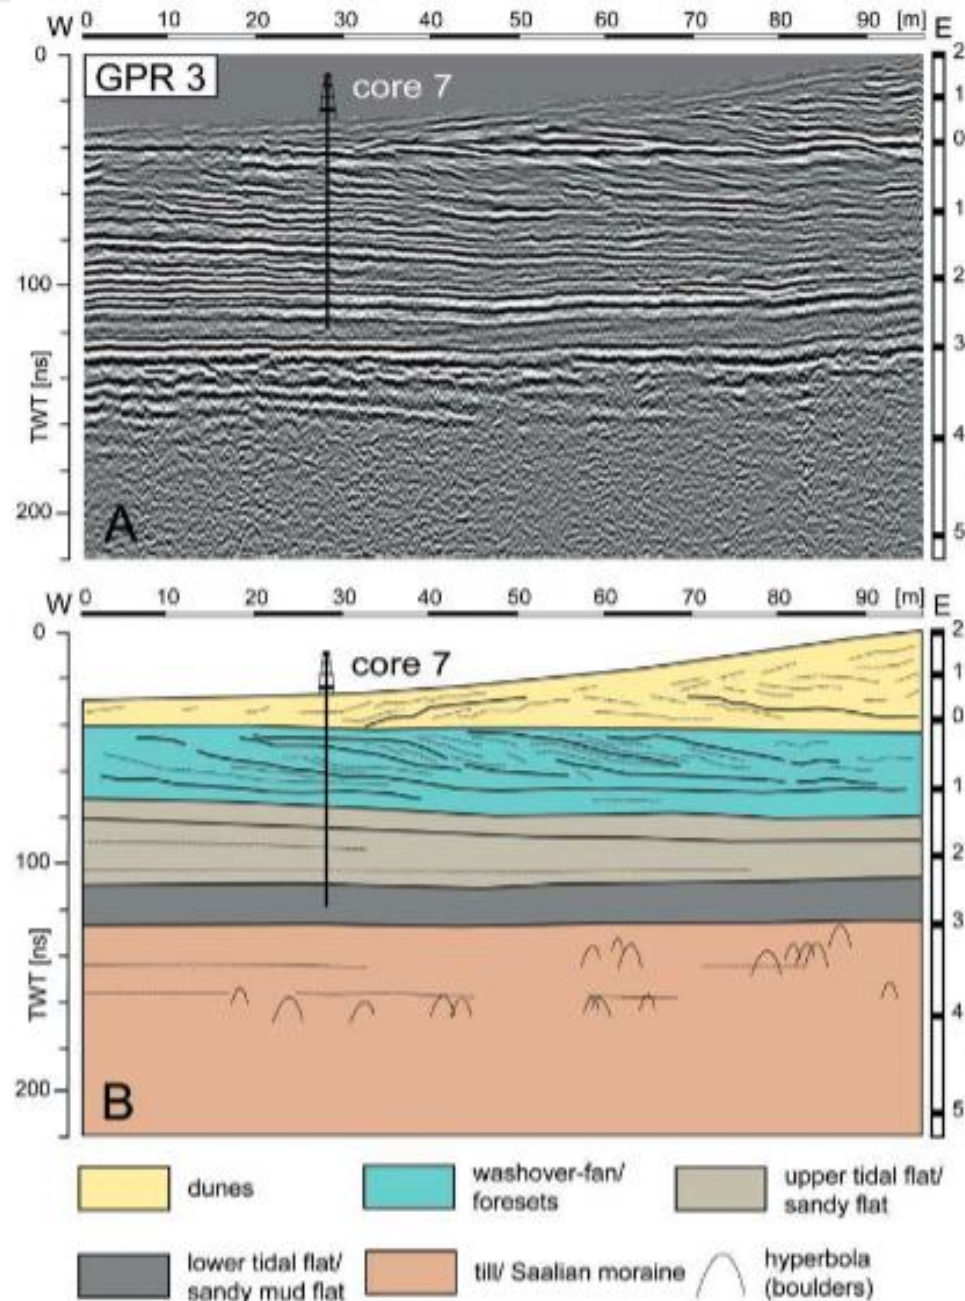 W 0 10 20 30 40 50 60 70 80 90 [m] E
0
100
200
TWT [ns]
GPR 3
core 7
A
2
1
0
1
2
3
4
5
W 0 10 20 30 40 50 60 70 80 90 [m] E
0
100
200
TWT [ns]
core 7
B
2
1
0
1
2
3
4
5
dunes
washover-fan/
foresets
upper tidal flat/
sandy flat
lower tidal flat/
sandy mud flat
till/ Saalian moraine
hyperbola
(boulders)